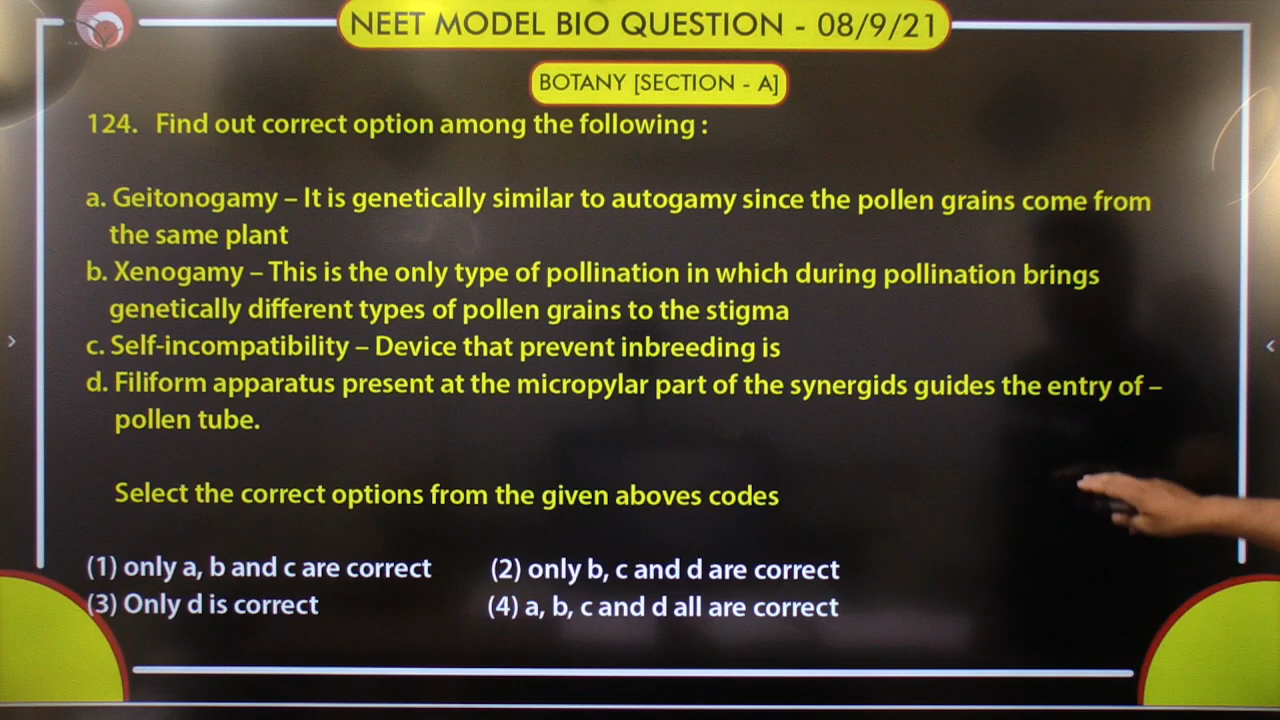 NEET MODEL BIO QUESTION - 08/9/21
BOTANY [SECTION - A]
124. Find out correct option among the following :
a. Geitonogamy – It is genetically similar to autogamy since the pollen grains come from
the same plant
b. Xenogamy – This is the only type of pollination in which during pollination brings
genetically different types of pollen grains to the stigma
c. Self-incompatibility – Device that prevent inbreeding is
d. Filiform apparatus present at the micropylar part of the synergids guides the entry of –
pollen tube.
Select the correct options from the given aboves codes
(1) only a, b and c are correct (2) only b, c and d are correct
(3) Only d is correct (4) a, b, c and d all are correct